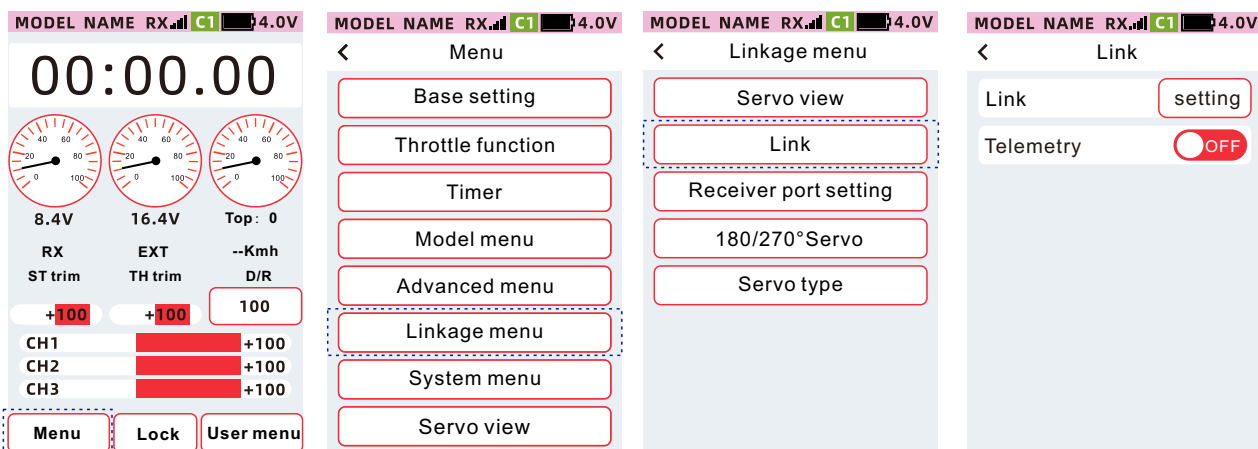 MODEL NAME RX C1 4.0V
00:00.00
40 60
20 80
0 100
40 60
20 80
0 100
40 60
20 80
0 100
8.4V 16.4V Top: 0
RX EXT --Kmh
ST trim TH trim D/R
+100 +100 100
CH1 +100
CH2 +100
CH3 +100
Menu Lock User menu
MODEL NAME RX C1 4.0V
< Menu
Base setting
Throttle function
Timer
Model menu
Advanced menu
Linkage menu
System menu
Servo view
MODEL NAME RX C1 4.0V
< Linkage menu
Servo view
Link
Receiver port setting
180/270°Servo
Servo type
MODEL NAME RX C1 4.0V
< Link
Link setting
Telemetry OFF